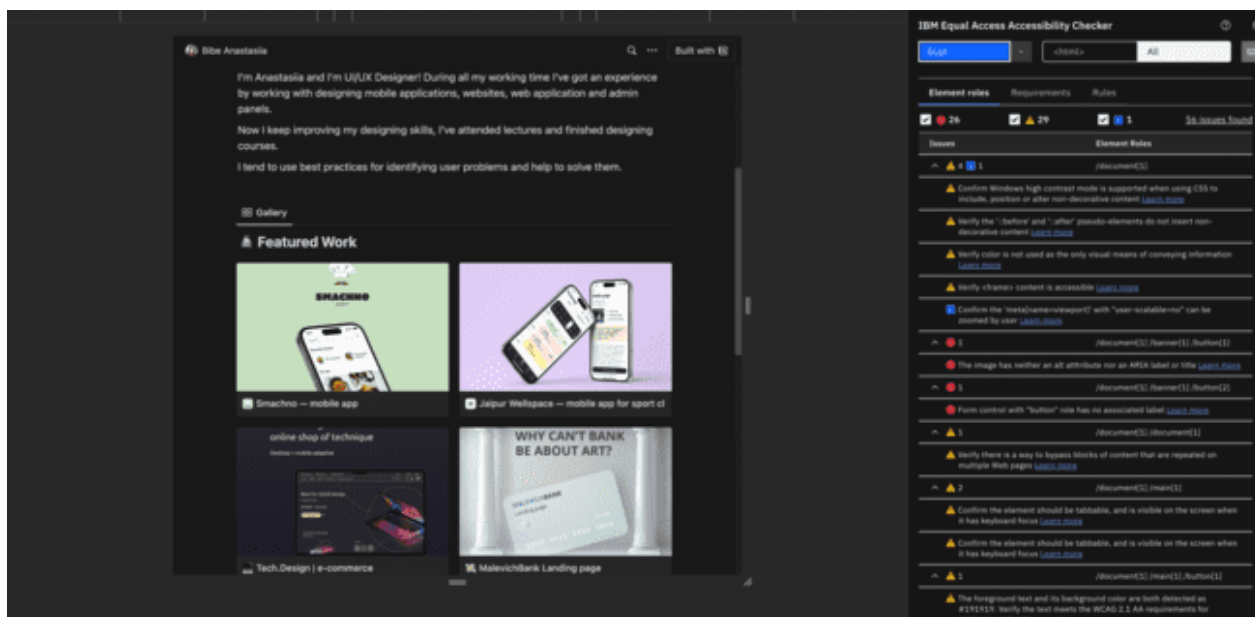 Bibe Anastasiia
Built with
I'm Anastasiia and I'm UI/UX Designer! During all my working time I've got an experience
by working with designing mobile applications, websites, web application and admin
panels.
Now I keep improving my designing skills, I've attended lectures and finished designing
courses.
I tend to use best practices for identifying user problems and help to solve them.
Gallery
Featured Work
SMACHNO
Smachno — mobile app
Jaipur Wellspace — mobile app for sport cl
online shop of technique
Desktop + mobile adaptive
Tech.Design | e-commerce
WHY CAN'T BANK
BE ABOUT ART?
MALEVICHBANK
Landing page
MalevichBank Landing page
IBM Equal Access Accessibility Checker
<html>
All
Element roles
Requirements
Rules
26
29
1
56 issues found
Issues
Element Roles
4
1
/document[1]
Confirm Windows high contrast mode is supported when using CSS to
include, position or alter non-decorative content Learn more
Verify the '::before' and '::after' pseudo-elements do not insert non-
decorative content Learn more
Verify color is not used as the only visual means of conveying information
Learn more
Verify <frame> content is accessible Learn more
Confirm the 'meta[name=viewport]' with "user-scalable=no" can be
zoomed by user Learn more
1
/document[1] /banner[1] /button[1]
The image has neither an alt attribute nor an ARIA label or title Learn more
1
/document[1] /banner[1] /button[2]
Form control with "button" role has no associated label Learn more
1
/document[1] /document[1]
Verify there is a way to bypass blocks of content that are repeated on
multiple Web pages Learn more
2
/document[1] /main[1]
Confirm the element should be tabbable, and is visible on the screen when
it has keyboard focus Learn more
Confirm the element should be tabbable, and is visible on the screen when
it has keyboard focus Learn more
1
/document[1] /main[1] /button[1]
The foreground text and its background color are both detected as
#191919. Verify the text meets the WCAG 2.1 AA requirements for